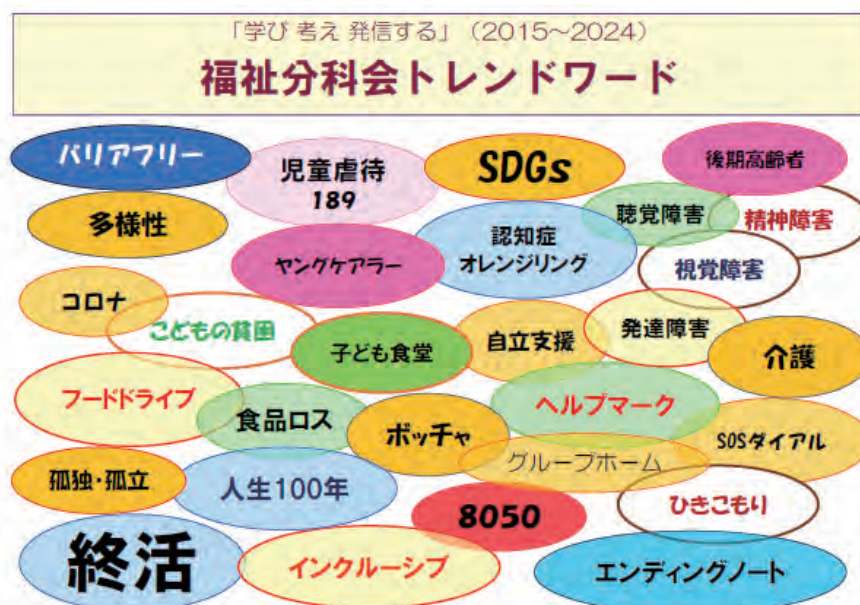 「学び 考え 発信する」（2015～2024）
福祉分科会トレンドワード
バリアフリー
児童虐待
189
SDGs
後期高齢者
多様性
ヤングケアラー
認知症
オレンジリング
聴覚障害
精神障害
視覚障害
コロナ
こどもの貧困
子ども食堂
自立支援
発達障害
介護
フードドライブ
食品ロス
ボッチャ
ヘルプマーク
SOSダイアル
グループホーム
孤独・孤立
人生100年
8050
ひきこもり
終活
インクルーシブ
エンディングノート